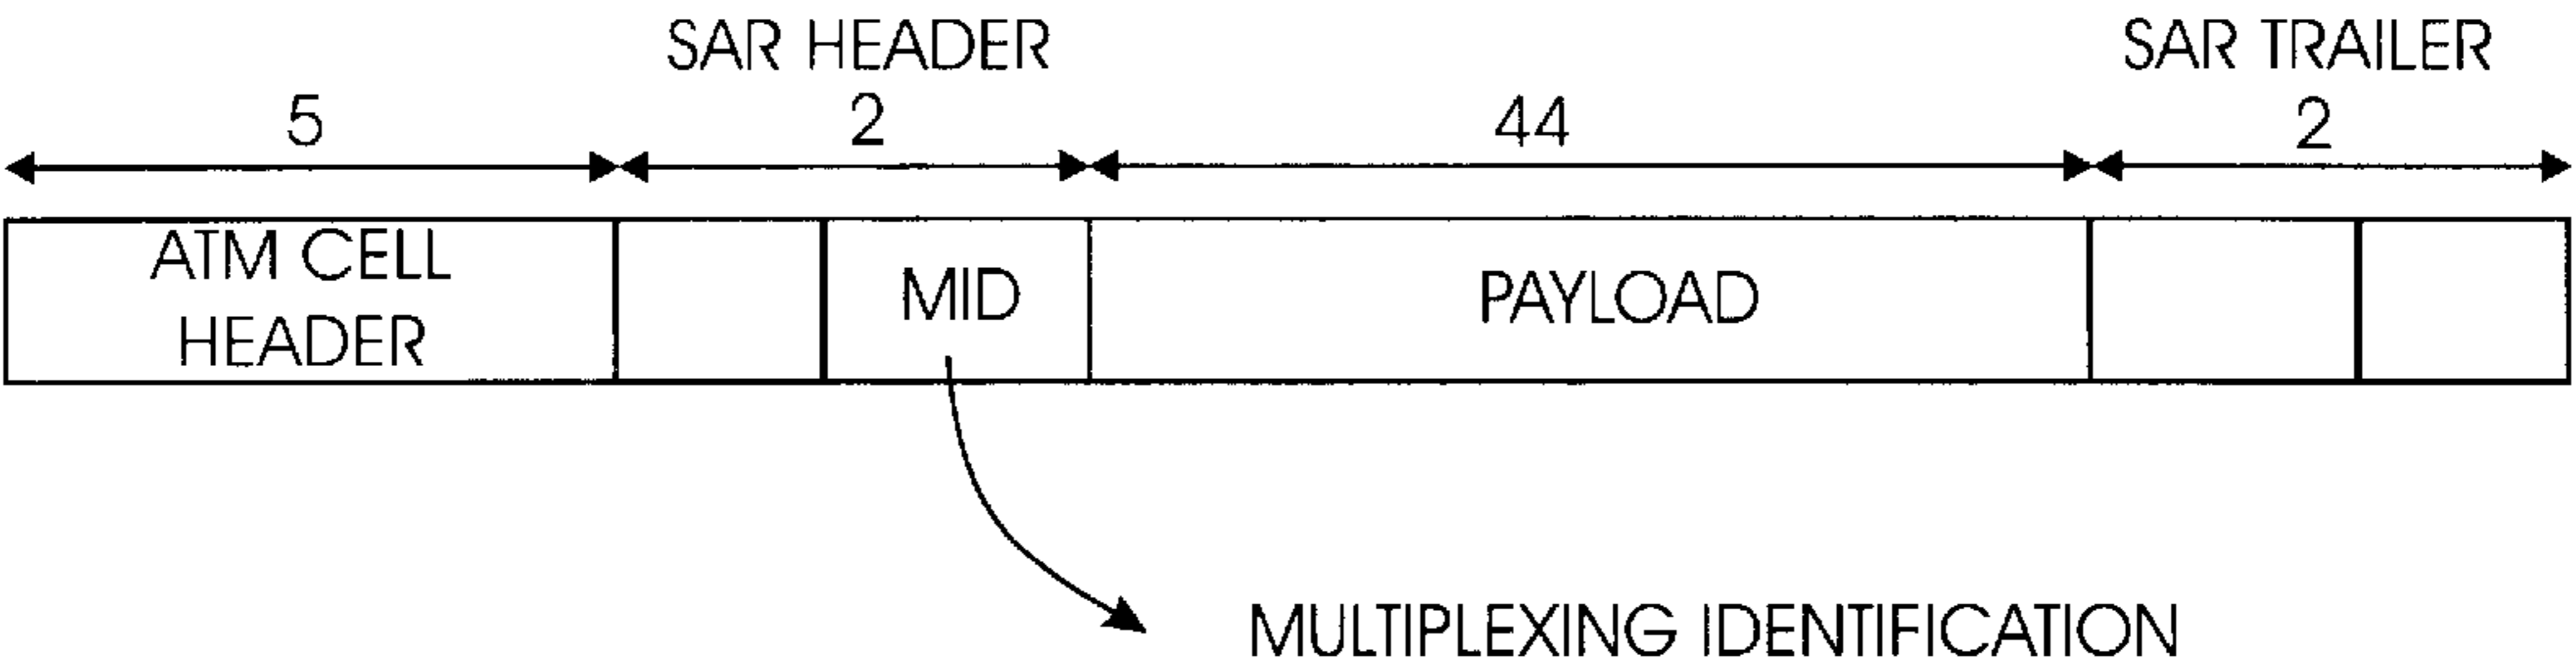 SAR HEADER
SAR TRAILER
5
2
44
2
ATM CELL
HEADER
MID
PAYLOAD
MULTIPLEXING IDENTIFICATION